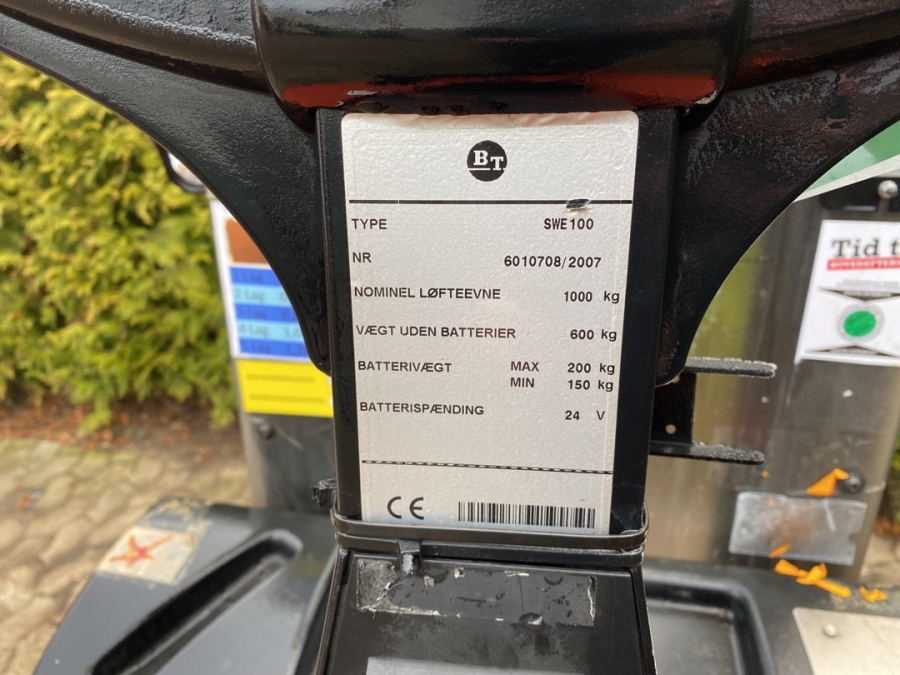 BT
TYPE SWE100
NR 6010708/2007
NOMINEL LØFTEEVNE 1000 kg
VÆGT UDEN BATTERIER 600 kg
BATTERIVÆGT MAX 200 kg
MIN 150 kg
BATTERISPÆNDING 24 V
CE
Tid t